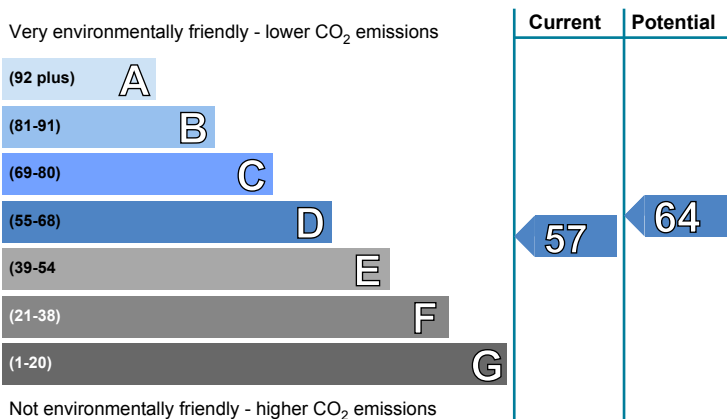 Very environmentally friendly - lower CO2 emissions
Current
Potential
(92 plus) A
(81-91) B
(69-80) C
(55-68) D
(39-54 E
(21-38) F
(1-20) G
57
64
Not environmentally friendly - higher CO2 emissions